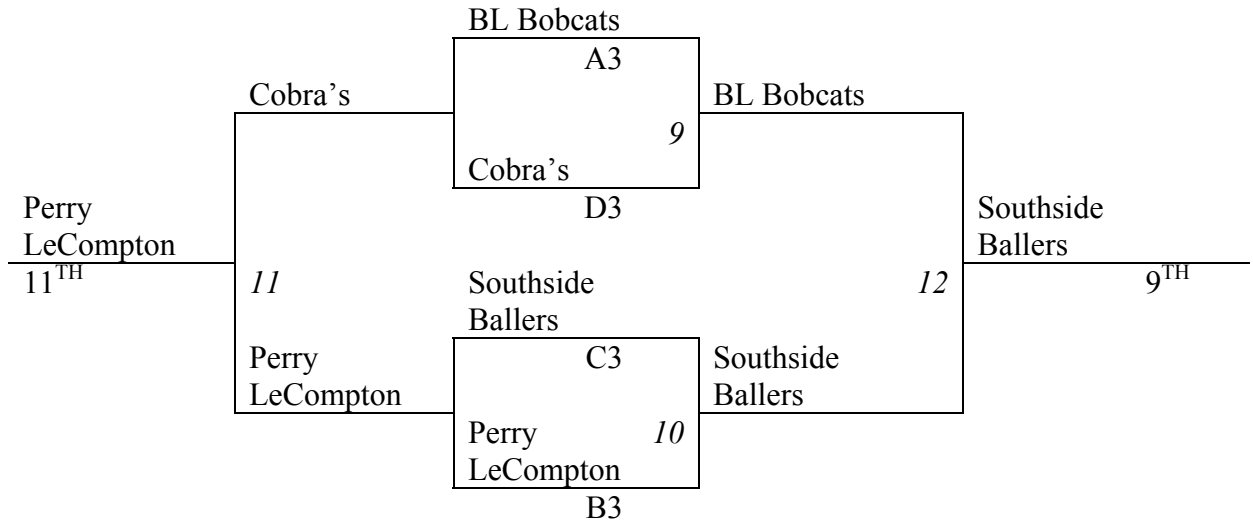 BL Bobcats
A3
Cobra’s
BL Bobcats
9
Cobra’s
D3
Perry
LeCompton
11TH
Southside
Ballers
9TH
11
Southside
Ballers
12
C3
Perry
LeCompton
Southside
Ballers
Perry
LeCompton
10
B3